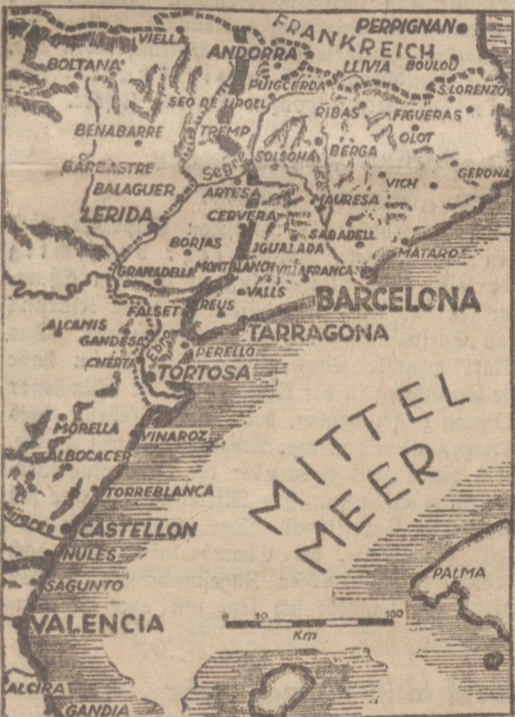 FRANKREICH
PERPIGNAN
VIELLA
ANDORRA
BOLTANA
LLIVIA
BOULOU
PUIGCERDA
S.LORENZO
SEO DE URGEL
RIBAS
FIGUERAS
OLOT
BENABARRE
TREMP
SOLSONA
BERGA
BARBASTRE
Segre
GERONA
BALAGUER
ARTESA
VICH
MAURESA
LERIDA
CERVERA
SABADELL
BORJAS
IGUALADA
MATARO
GRANADELLA
MONTBLANCH
VILLAFRANCA
VALLS
BARCELONA
FALSET
REUS
ALCAMIS
GANDESA
TARRAGONA
Ebro
PERELLO
CHERTA
TORTOSA
MORELLA
VINAROZ
MITTEL
MEER
ALBOCACER
TORREBLANCA
CASTELLON
NULES
SAGUNTO
PALMA
VALENCIA
0 20 100
Km
ALCIRA
GANDIA